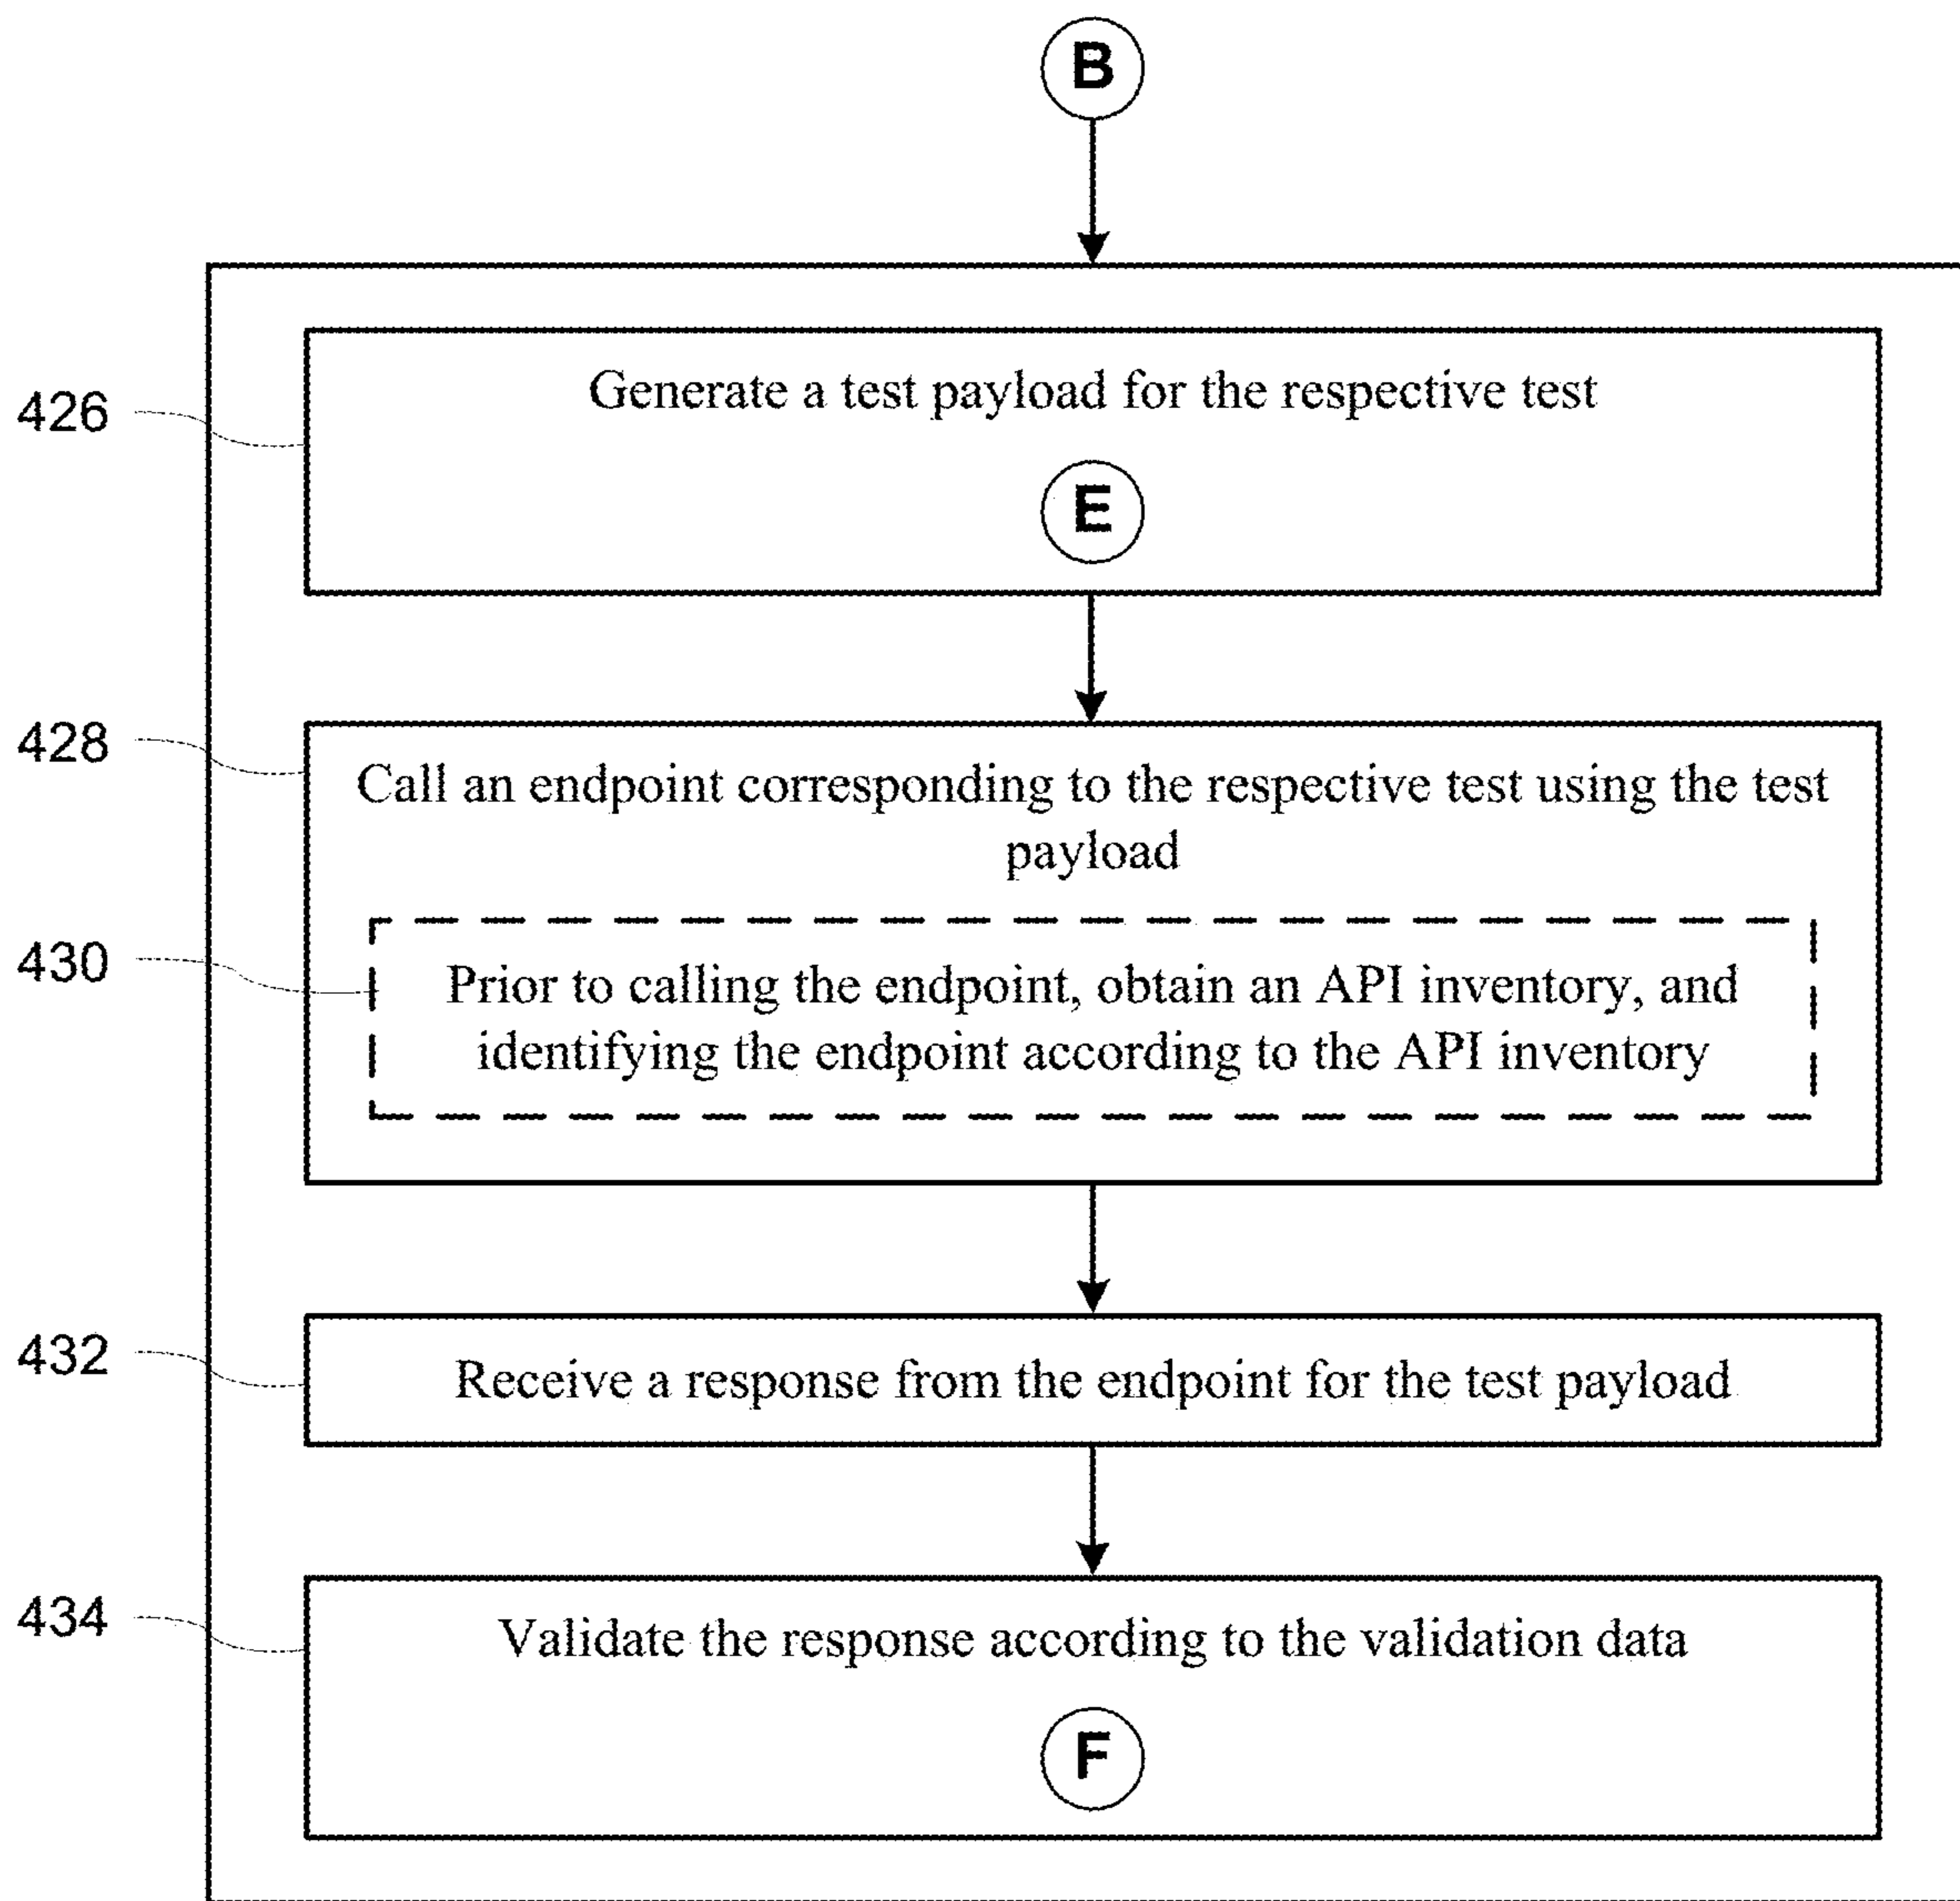 B
426
Generate a test payload for the respective test
E
428
Call an endpoint corresponding to the respective test using the test
payload
430
Prior to calling the endpoint, obtain an API inventory, and
identifying the endpoint according to the API inventory
432
Receive a response from the endpoint for the test payload
434
Validate the response according to the validation data
F